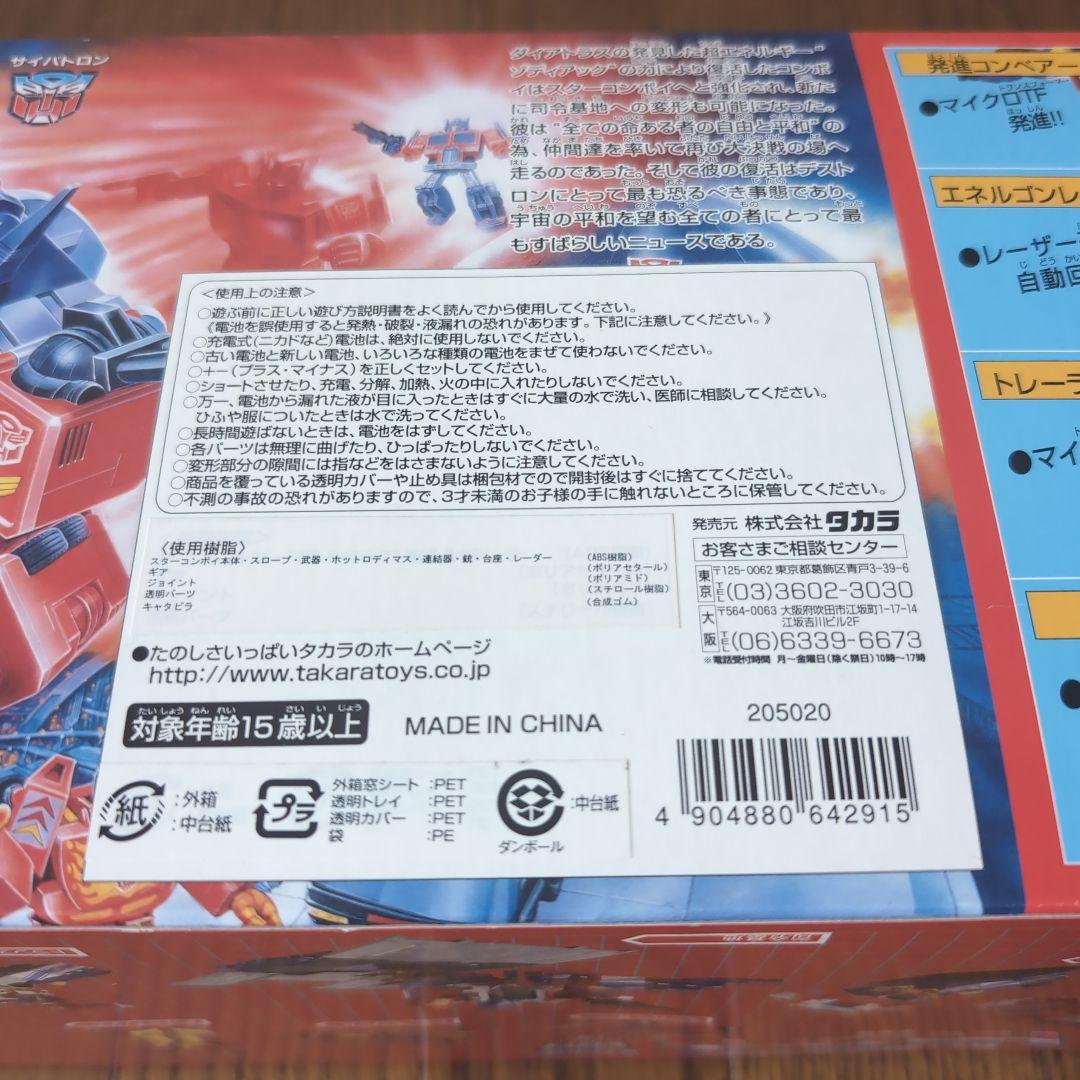 サイバトロン
ダイアトラスの発見した超エネルギー"
ゾディアック"の力により復活したコンボ
イはスターコンボイへと強化され、新た
に司令基地への変形も可能になった。
彼は"全ての命ある者の自由と平和"の
為、仲間達を率いて再び大決戦の場へ
走るのであった。そして彼の復活はデスト
ロンにとって最も恐るべき事態であり、
宇宙の平和を望む全ての者にとって最
もすばらしいニュースである。
発進コンベアー
●マイクロTF
発進!!
エネルゴンレ
●レーザー
自動回
トレーラ
●マイ
<使用上の注意>
○遊ぶ前に正しい遊び方説明書をよく読んでから使用してください。
《電池を誤使用すると発熱・破裂・液漏れの恐れがあります。下記に注意してください。》
○充電式(ニカドなど)電池は、絶対に使用しないでください。
○古い電池と新しい電池、いろいろな種類の電池をまぜて使わないでください。
○+−(プラス・マイナス)を正しくセットしてください。
○ショートさせたり、充電、分解、加熱、火の中に入れたりしないでください。
○万一、電池から漏れた液が目に入ったときはすぐに大量の水で洗い、医師に相談してください。
ひふや服についたときは水で洗ってください。
○長時間遊ばないときは、電池をはずしてください。
○各パーツは無理に曲げたり、ひっぱったりしないでください。
○変形部分の隙間には指などをはさまないように注意してください。
○商品を覆っている透明カバーや止め具は梱包材でので開封後はすぐに捨ててください。
○不測の事故の恐れがありますので、3才未満のお子様の手に触れないところに保管してください。
〈使用樹脂〉
スターコンボイ本体・スロープ・武器・ホットロディマス・連結器・銃・台座・レーダー (ABS樹脂)
ギア (ポリアセタール)
ジョイント (ポリアミド)
透明パーツ (スチロール樹脂)
キャタピラ (合成ゴム)
発売元 株式会社タカラ
お客さまご相談センター
東京 〒125-0062 東京都葛飾区青戸3-39-6
TEL(03)3602-3030
大阪 〒564-0063 大阪府吹田市江坂町1-17-14
江坂吉川ビル2F
TEL(06)6339-6673
※電話受付時間 月〜金曜日(除く祭日)10時〜17時
●たのしさいっぱいタカラのホームページ
http://www.takaratoys.co.jp
対象年齢15歳以上
たいしょうねんれい さいいじょう
MADE IN CHINA
205020
紙 :外箱
:中台紙
プラ 外箱窓シート :PET
透明トレイ :PET
透明カバー :PET
袋 :PE
:中台紙
ダンボール
4 904880 642915
司令基地